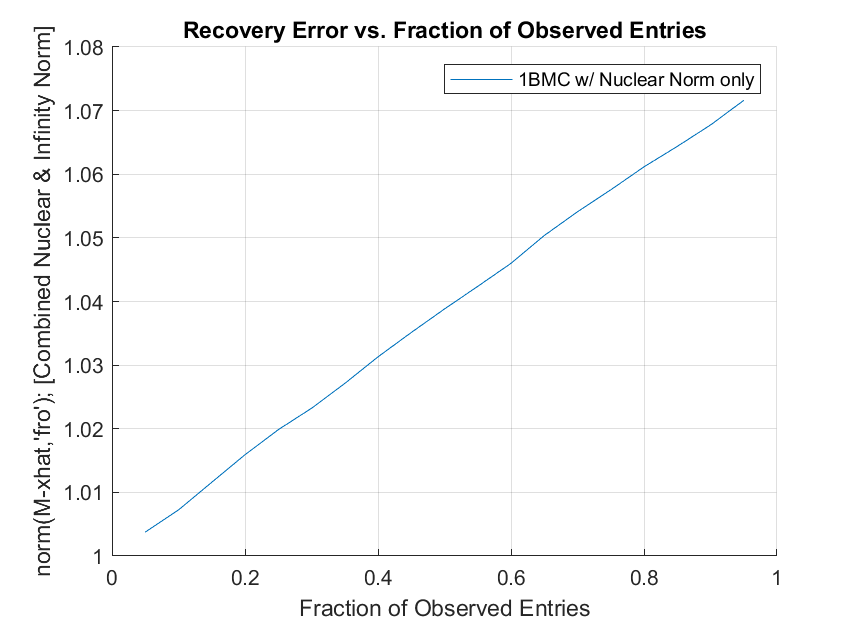 Recovery Error vs. Fraction of Observed Entries
norm(M-xhat,'fro'); [Combined Nuclear & Infinity Norm]
1.08
1.07
1.06
1.05
1.04
1.03
1.02
1.01
1
1BMC w/ Nuclear Norm only
0 0.2 0.4 0.6 0.8 1
Fraction of Observed Entries